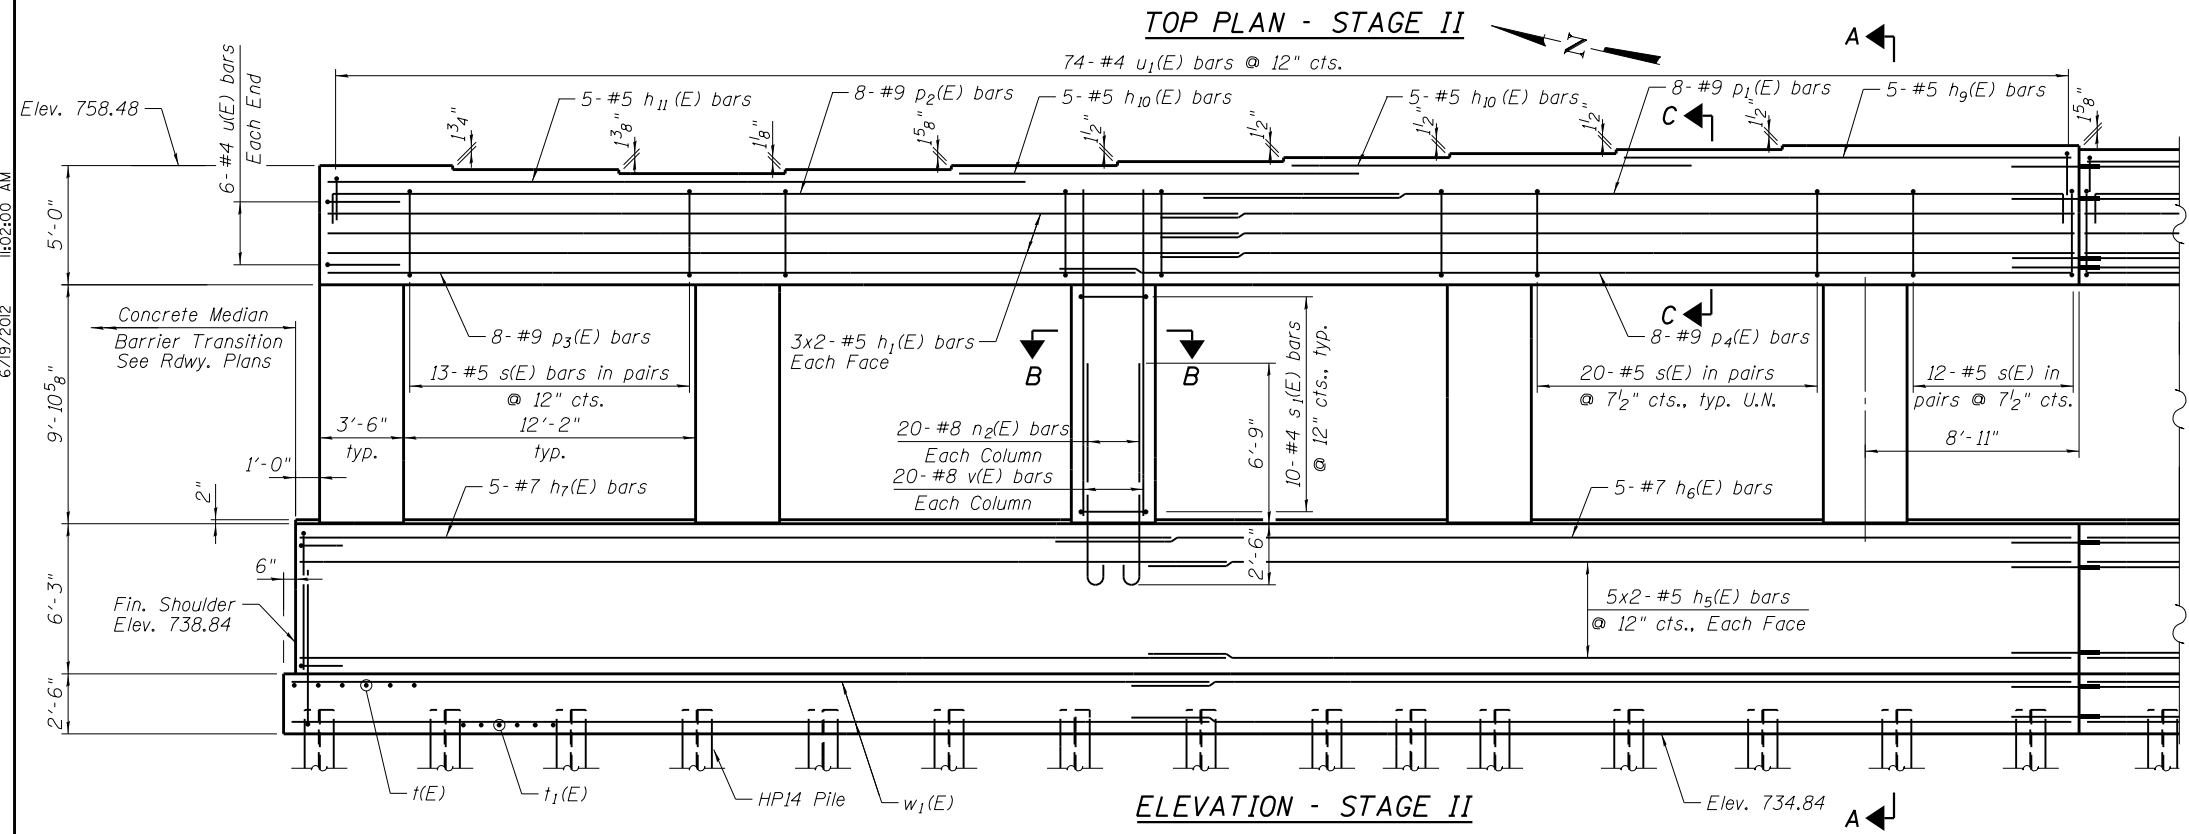 TOP PLAN - STAGE II
N
A
74-#4 u1(E) bars @ 12" cts.
6-#4 u(E) bars
Each End
Elev. 758.48
5-#5 h11(E) bars
8-#9 p2(E) bars
5-#5 h10(E) bars
5-#5 h10(E) bars
8-#9 p1(E) bars
5-#5 h9(E) bars
C
1 3/4"
1 3/8"
1 1/8"
1 5/8"
1 1/2"
1 1/2"
1 1/2"
1 1/2"
1 1/2"
1 5/8"
11:02:00 AM
6/19/2012
5'-0"
9'-10 5/8"
6'-3"
2'-6"
Concrete Median
Barrier Transition
See Rdwy. Plans
8-#9 p3(E) bars
3x2-#5 h1(E) bars
Each Face
B
B
10-#4 s1(E) bars
@ 12" cts., typ.
C
8-#9 p4(E) bars
13-#5 s(E) bars in pairs
@ 12" cts.
20-#5 s(E) in pairs
@ 7 1/2" cts., typ. U.N.
12-#5 s(E) in
pairs @ 7 1/2" cts.
3'-6"
typ.
12'-2"
typ.
20-#8 n2(E) bars
Each Column
20-#8 v(E) bars
Each Column
6'-9"
8'-11"
1'-0"
2"
5-#7 h7(E) bars
5-#7 h6(E) bars
2'-6"
6"
Fin. Shoulder
Elev. 738.84
5x2-#5 h5(E) bars
@ 12" cts., Each Face
t(E)
t1(E)
HP14 Pile
w1(E)
ELEVATION - STAGE II
Elev. 734.84
A